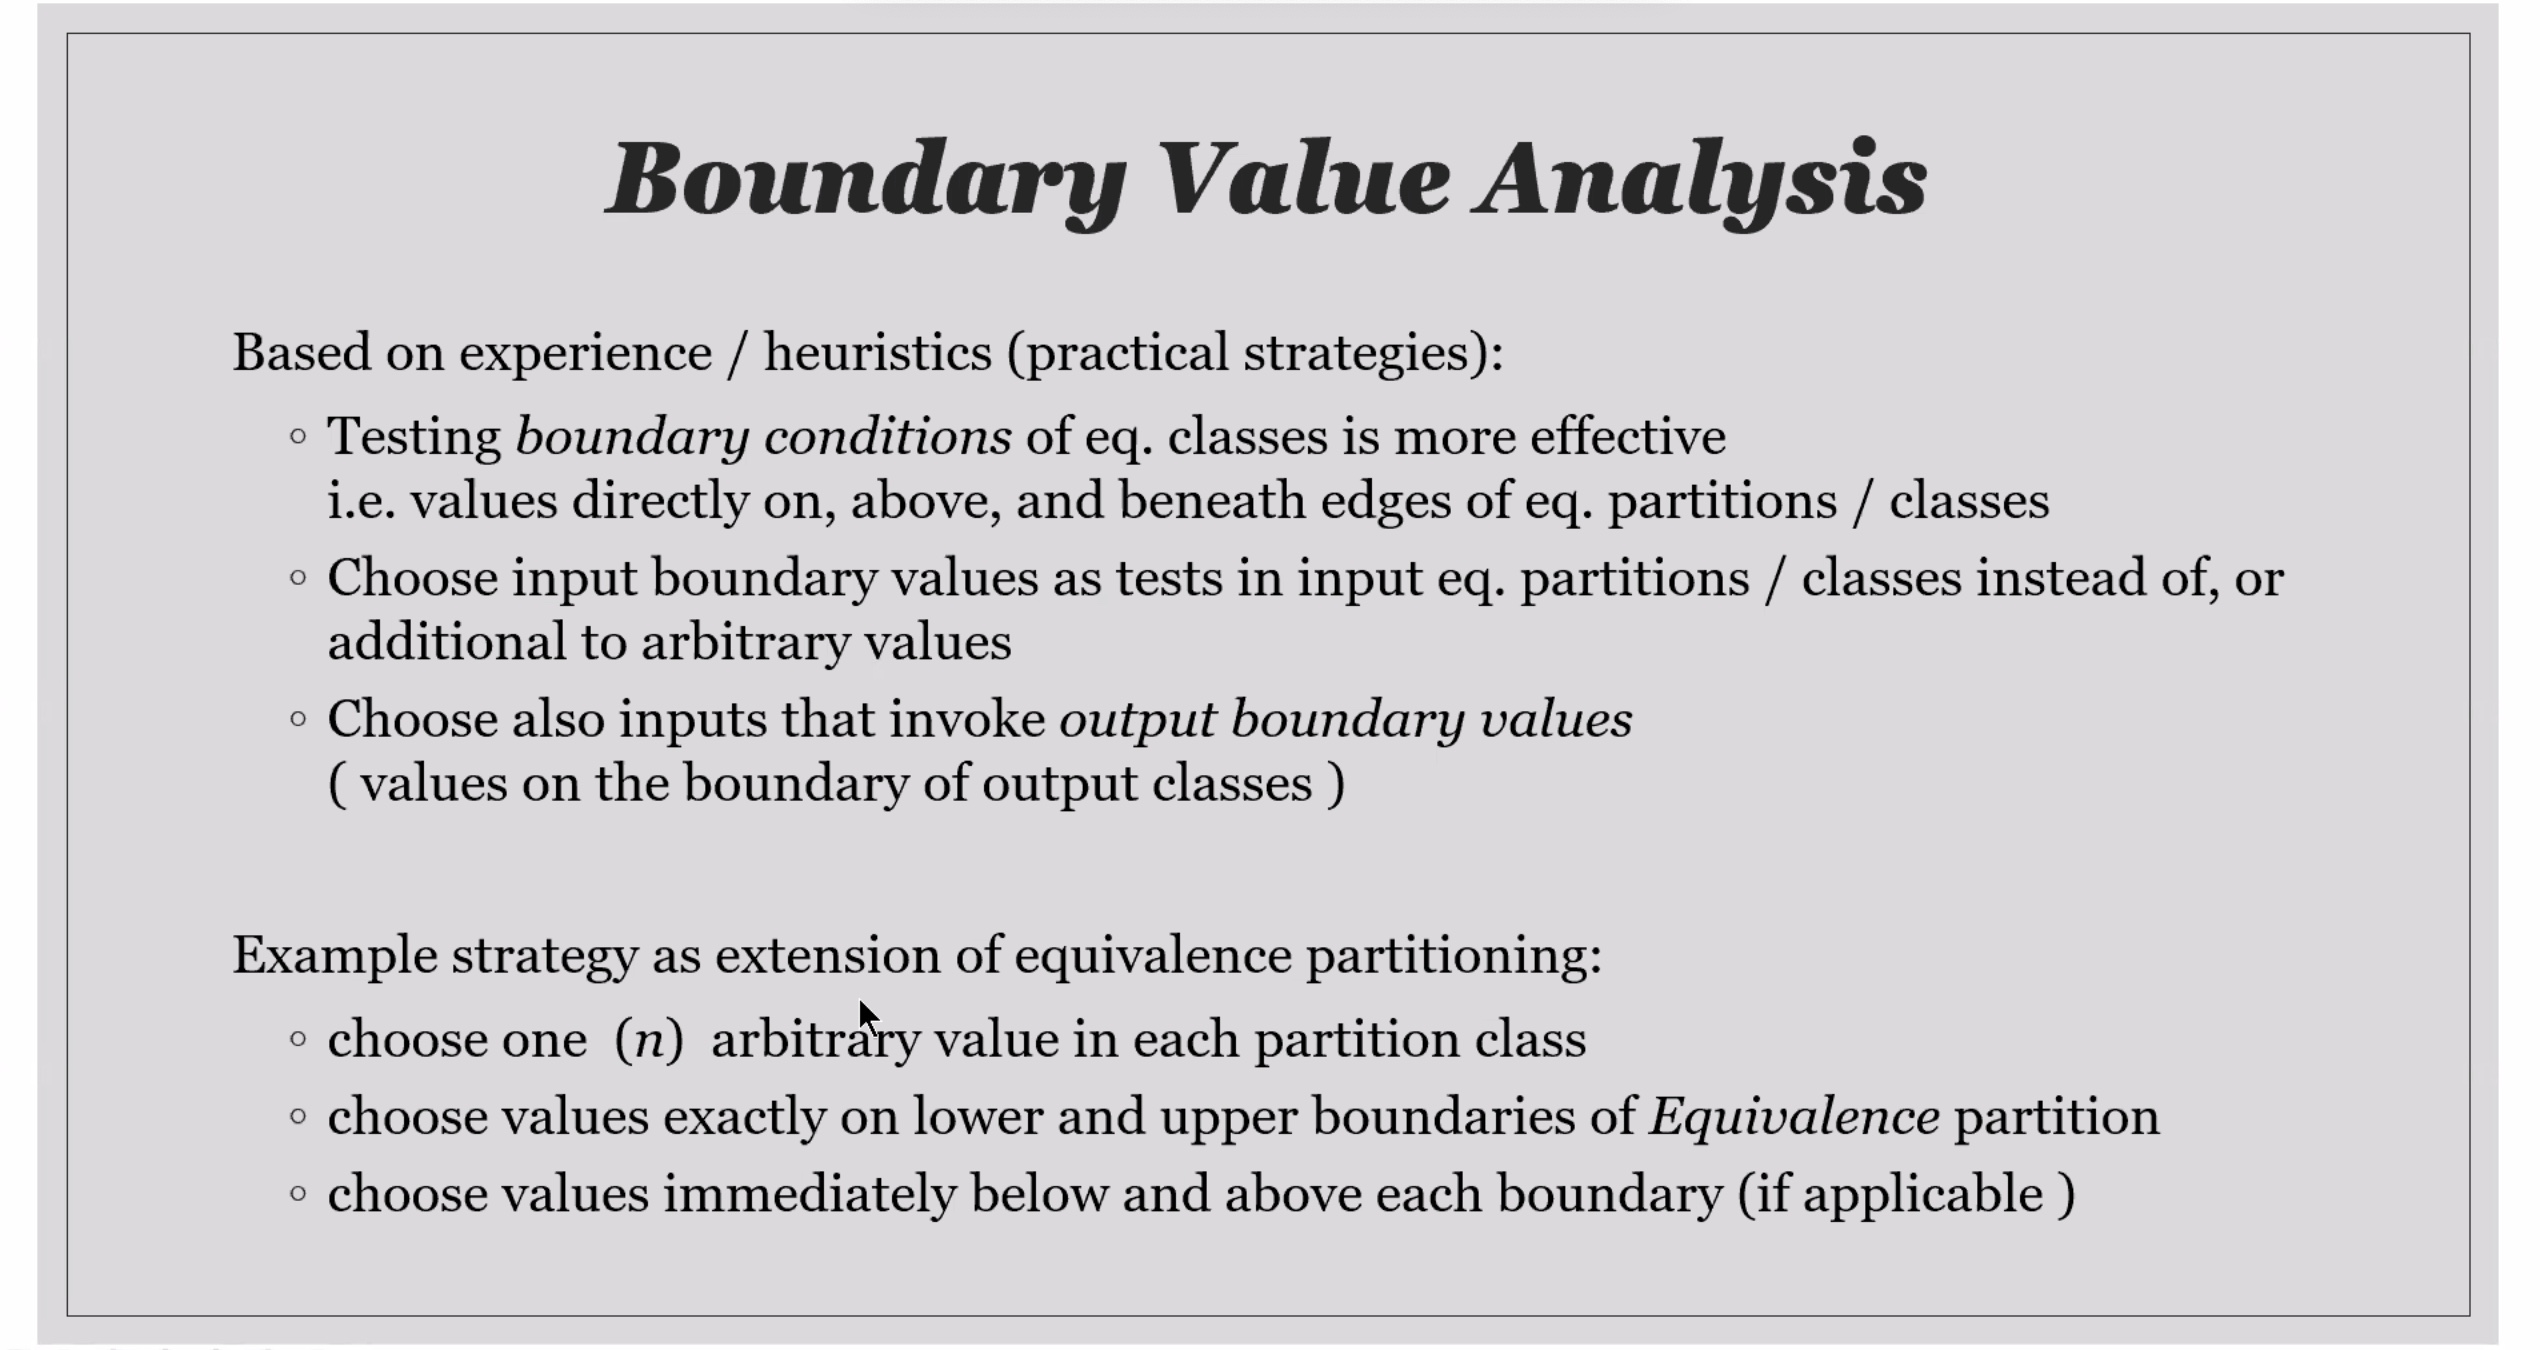 Boundary Value Analysis
Based on experience / heuristics (practical strategies):
◦ Testing boundary conditions of eq. classes is more effective
i.e. values directly on, above, and beneath edges of eq. partitions / classes
◦ Choose input boundary values as tests in input eq. partitions / classes instead of, or
additional to arbitrary values
◦ Choose also inputs that invoke output boundary values
( values on the boundary of output classes )
Example strategy as extension of equivalence partitioning:
◦ choose one (n) arbitrary value in each partition class
◦ choose values exactly on lower and upper boundaries of Equivalence partition
◦ choose values immediately below and above each boundary (if applicable )